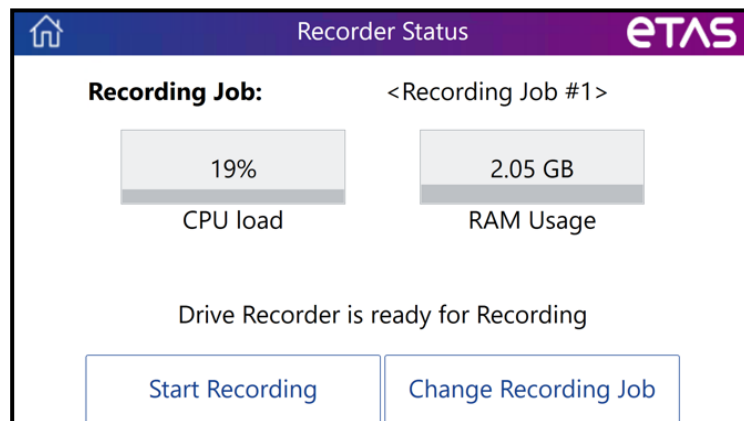 Recorder Status
ETAS
Recording Job: <Recording Job #1>
19% 2.05 GB
CPU load RAM Usage
Drive Recorder is ready for Recording
Start Recording Change Recording Job